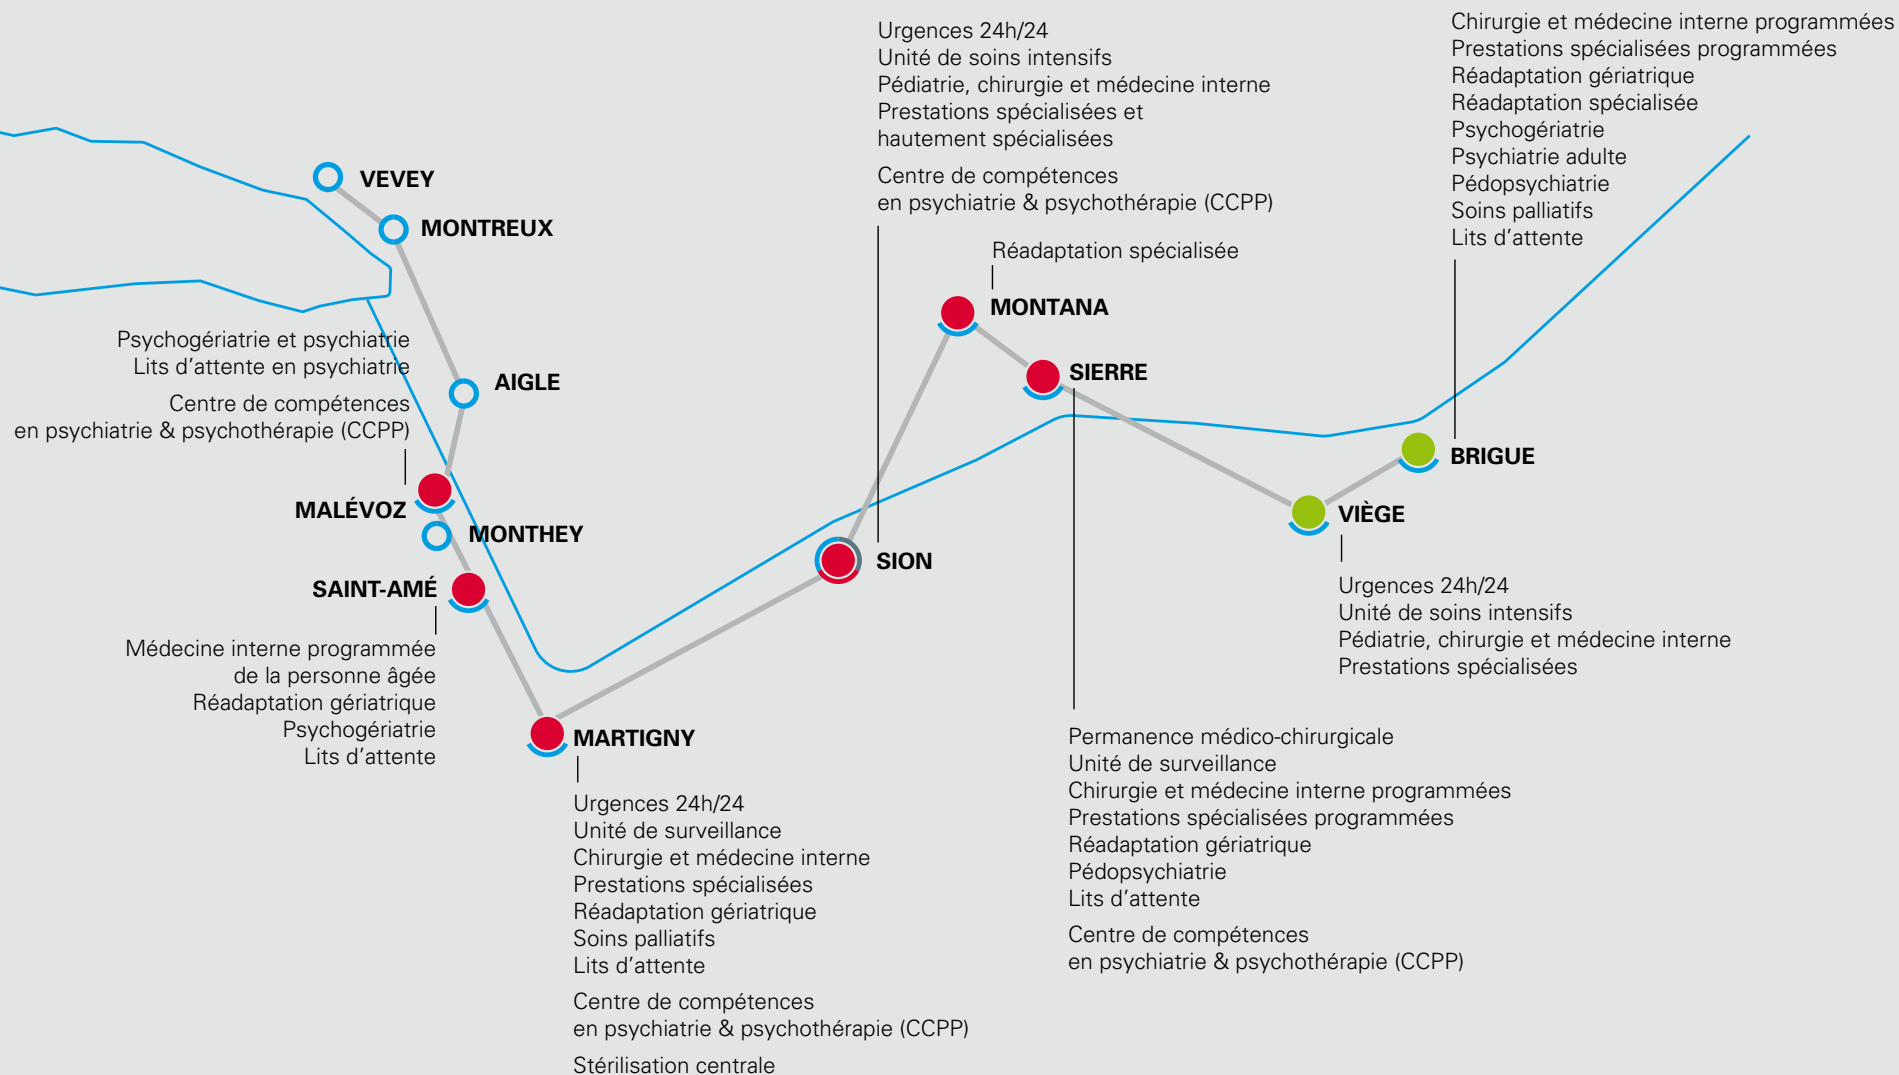 Urgences 24h/24
Unité de soins intensifs
Pédiatrie, chirurgie et médecine interne
Prestations spécialisées et
hautement spécialisées
Centre de compétences
en psychiatrie & psychothérapie (CCPP)
Chirurgie et médecine interne programmées
Prestations spécialisées programmées
Réadaptation gériatrique
Réadaptation spécialisée
Psychogériatrie
Psychiatrie adulte
Pédopsychiatrie
Soins palliatifs
Lits d’attente
VEVEY
MONTREUX
Réadaptation spécialisée
MONTANA
Psychogériatrie et psychiatrie
Lits d’attente en psychiatrie
Centre de compétences
en psychiatrie & psychothérapie (CCPP)
AIGLE
SIERRE
BRIGUE
MALÉVOZ
MONTHEY
VIÈGE
SION
SAINT-AMÉ
Urgences 24h/24
Unité de soins intensifs
Pédiatrie, chirurgie et médecine interne
Prestations spécialisées
Médecine interne programmée
de la personne âgée
Réadaptation gériatrique
Psychogériatrie
Lits d’attente
MARTIGNY
Urgences 24h/24
Unité de surveillance
Chirurgie et médecine interne
Prestations spécialisées
Réadaptation gériatrique
Soins palliatifs
Lits d’attente
Centre de compétences
en psychiatrie & psychothérapie (CCPP)
Stérilisation centrale
Permanence médico-chirurgicale
Unité de surveillance
Chirurgie et médecine interne programmées
Prestations spécialisées programmées
Réadaptation gériatrique
Pédopsychiatrie
Lits d’attente
Centre de compétences
en psychiatrie & psychothérapie (CCPP)